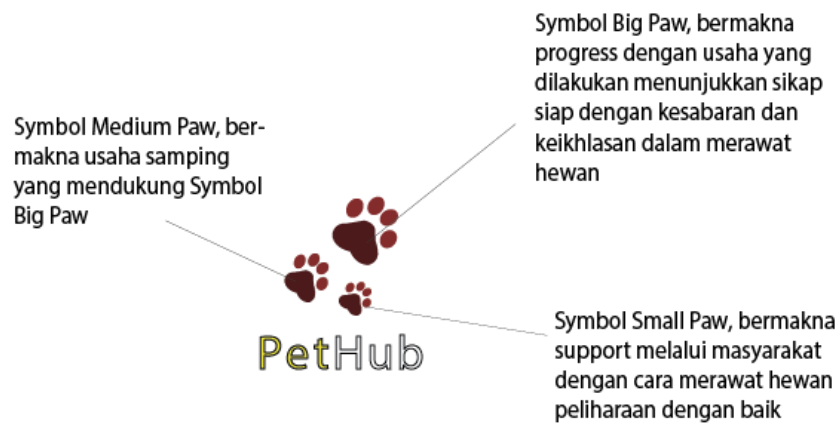 Symbol Big Paw, bermakna
progress dengan usaha yang
dilakukan menunjukkan sikap
siap dengan kesabaran dan
keikhlasan dalam merawat
hewan
Symbol Medium Paw, ber-
makna usaha samping
yang mendukung Symbol
Big Paw
PetHub
Symbol Small Paw, bermakna
support melalui masyarakat
dengan cara merawat hewan
peliharaan dengan baik